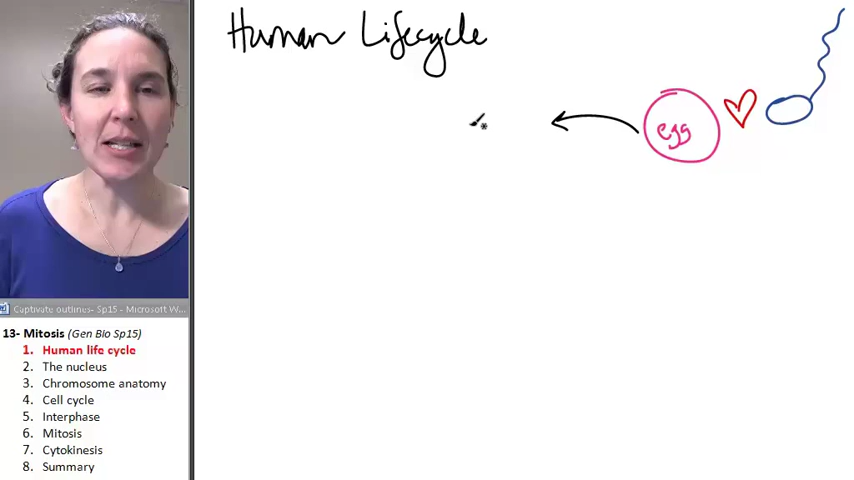 Human Lifecycle
egg
Captivate outlines- Sp15 - Microsoft W...
13- Mitosis (Gen Bio Sp15)
1. Human life cycle
2. The nucleus
3. Chromosome anatomy
4. Cell cycle
5. Interphase
6. Mitosis
7. Cytokinesis
8. Summary